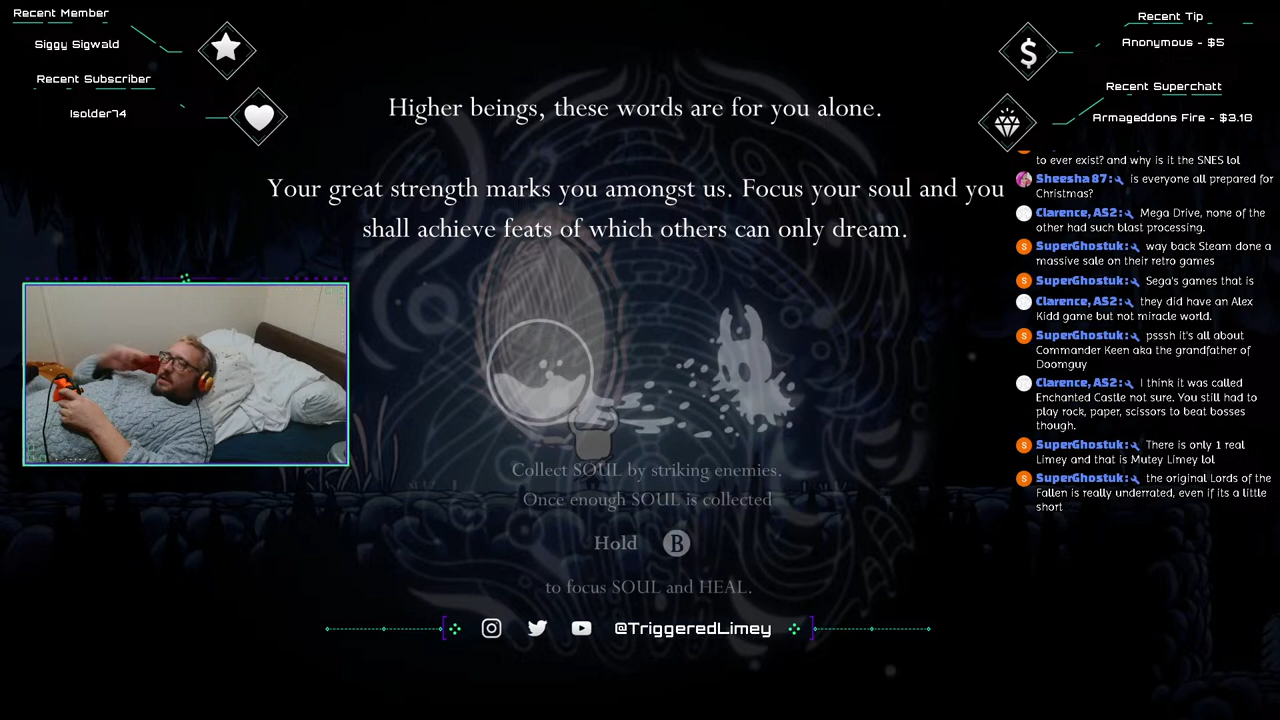 Recent Member
Siggy Sigwald
Recent Subscriber
Isolder74
Recent Tip
Anonymous - $5
Recent Superchatt
Armageddons Fire - $3.18
Higher beings, these words are for you alone.
Your great strength marks you amongst us. Focus your soul and you
shall achieve feats of which others can only dream.
Collect SOUL by striking enemies.
Once enough SOUL is collected
Hold B
to focus SOUL and HEAL.
@TriggeredLimey
to ever exist? and why is it the SNES lol
Sheesha87: is everyone all prepared for
Christmas?
Clarence, AS2: Mega Drive, none of the
other had such blast processing.
SuperGhostuk: way back Steam done a
massive sale on their retro games
SuperGhostuk: Sega's games that is
Clarence, AS2: they did have an Alex
Kidd game but not miracle world.
SuperGhostuk: psssh it's all about
Commander Keen aka the grandfather of
Doomguy
Clarence, AS2: I think it was called
Enchanted Castle not sure. You still had to
play rock, paper, scissors to beat bosses
though.
SuperGhostuk: There is only 1 real
Limey and that is Mutey Limey lol
SuperGhostuk: the original Lords of the
Fallen is really underrated, even if its a little
short